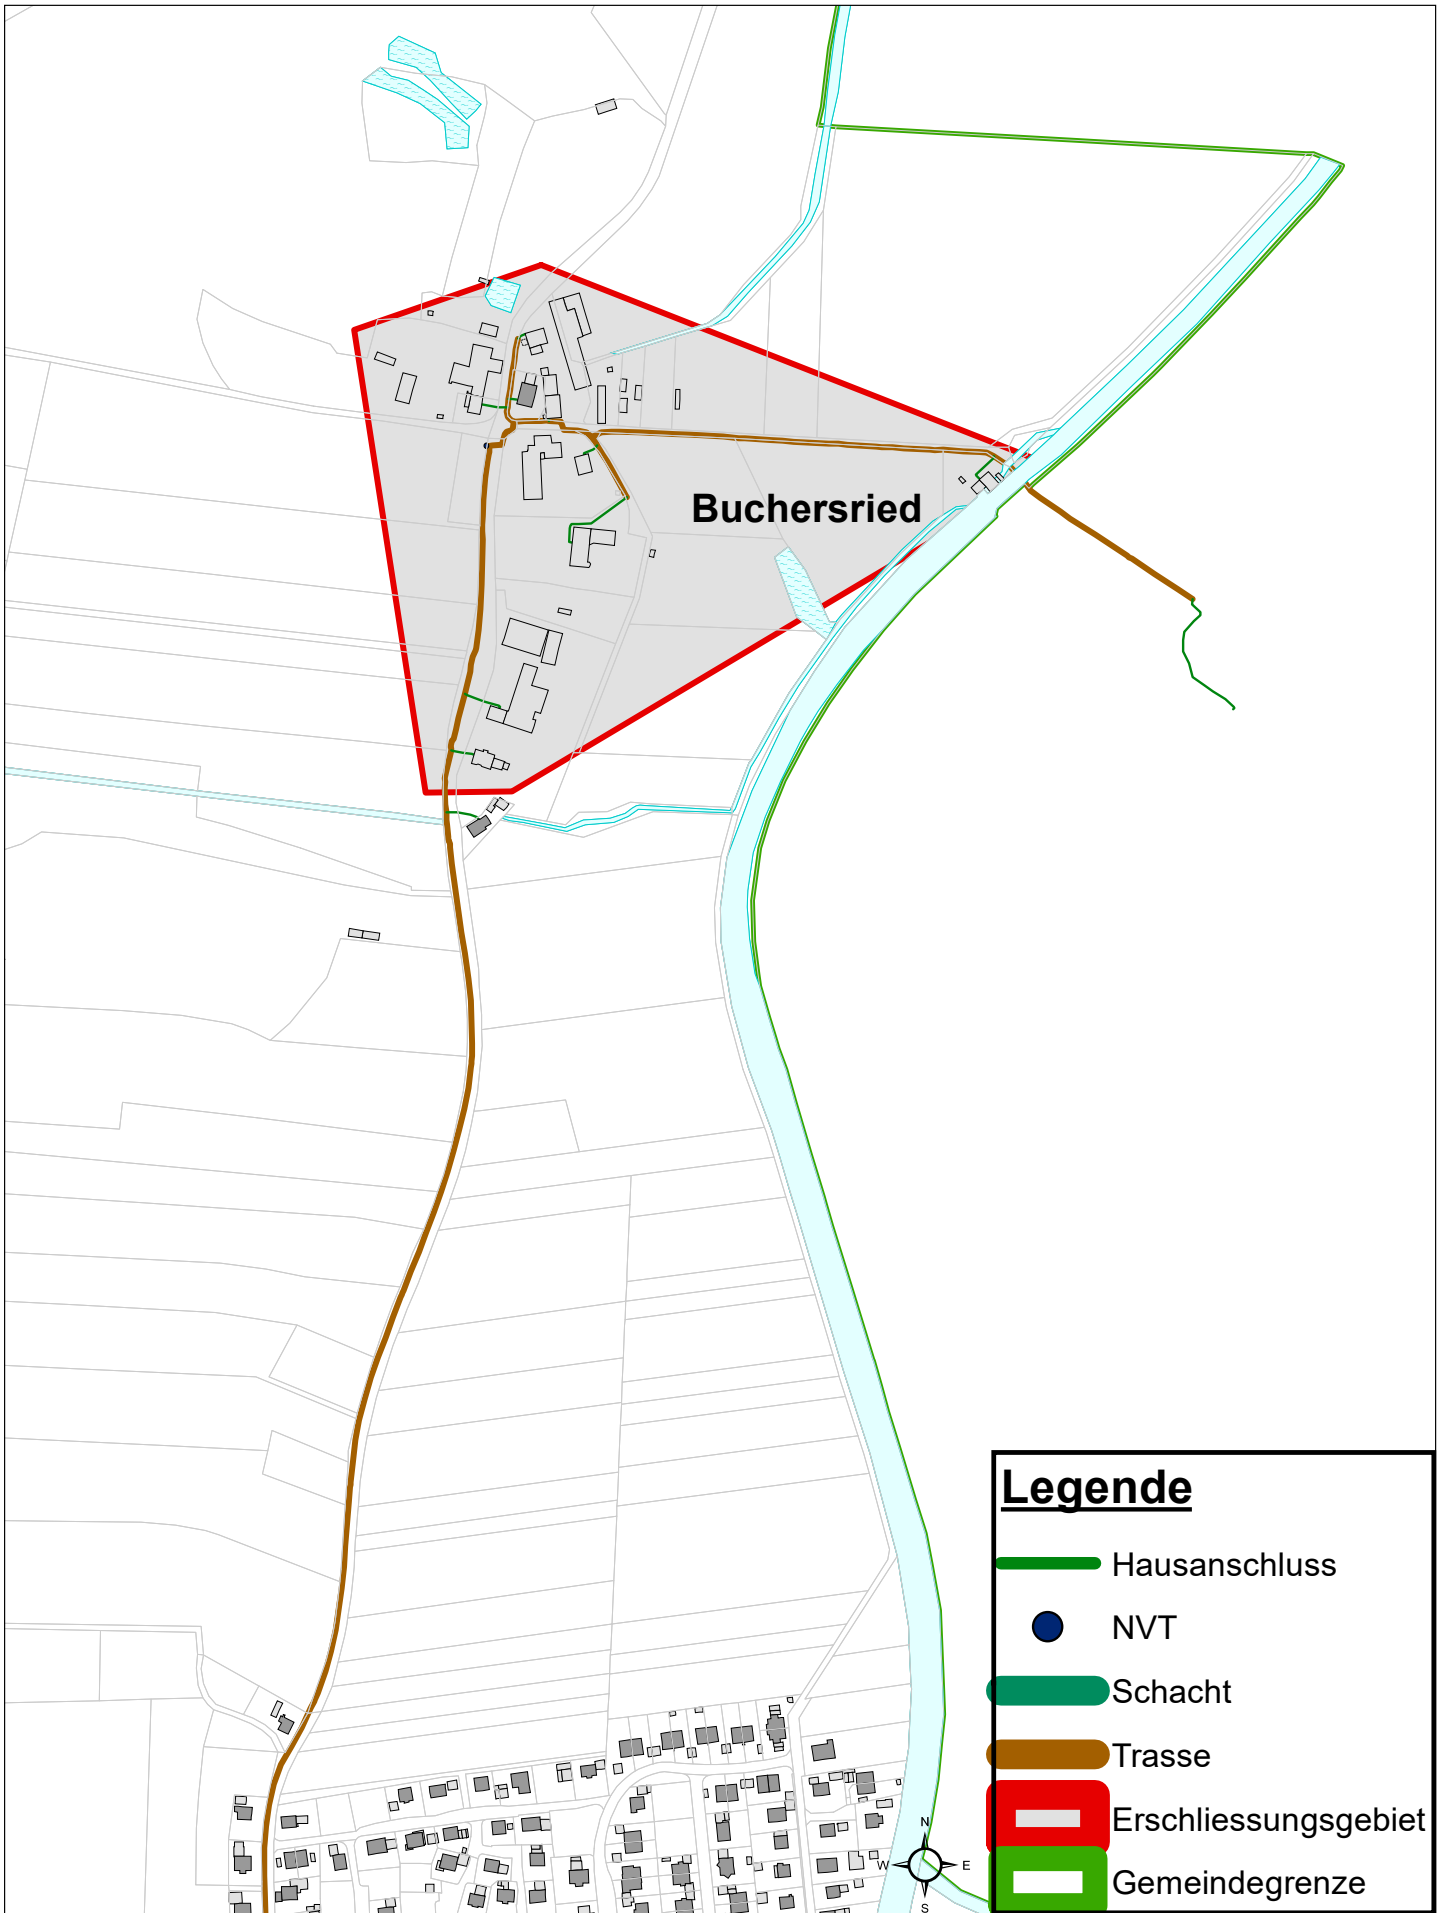 Buchersried
Legende
Hausanschluss
NVT
Schacht
Trasse
Erschliessungsgebiet
Gemeindegrenze
N
W E
S